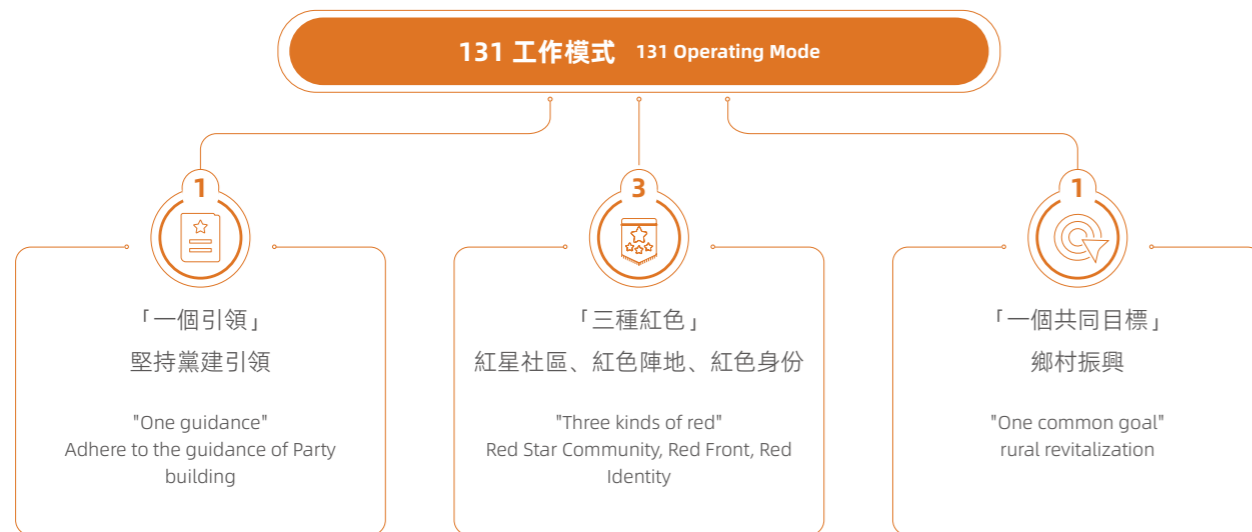 131 工作模式 131 Operating Mode
1
「一個引領」
堅持黨建引領
"One guidance"
Adhere to the guidance of Party
building
3
「三種紅色」
紅星社區、紅色陣地、紅色身份
"Three kinds of red"
Red Star Community, Red Front, Red
Identity
1
「一個共同目標」
鄉村振興
"One common goal"
rural revitalization